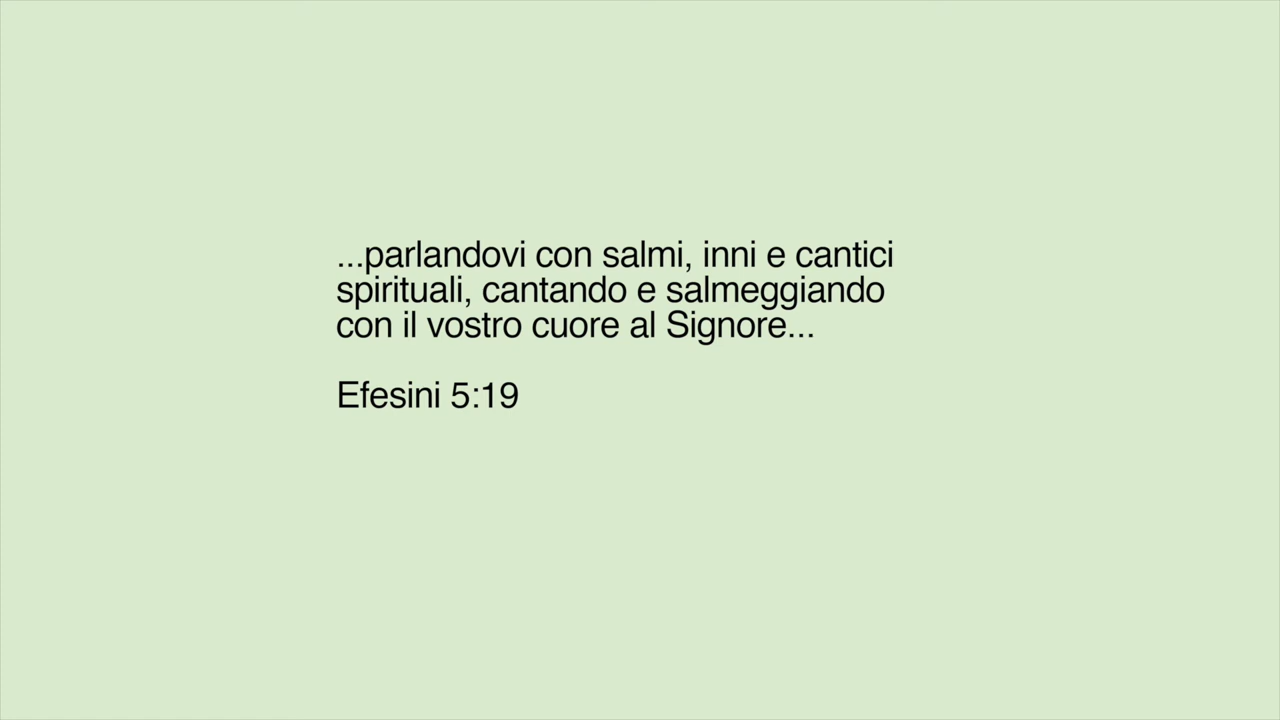 ...parlandovi con salmi, inni e cantici
spirituali, cantando e salmeggiando
con il vostro cuore al Signore...
Efesini 5:19